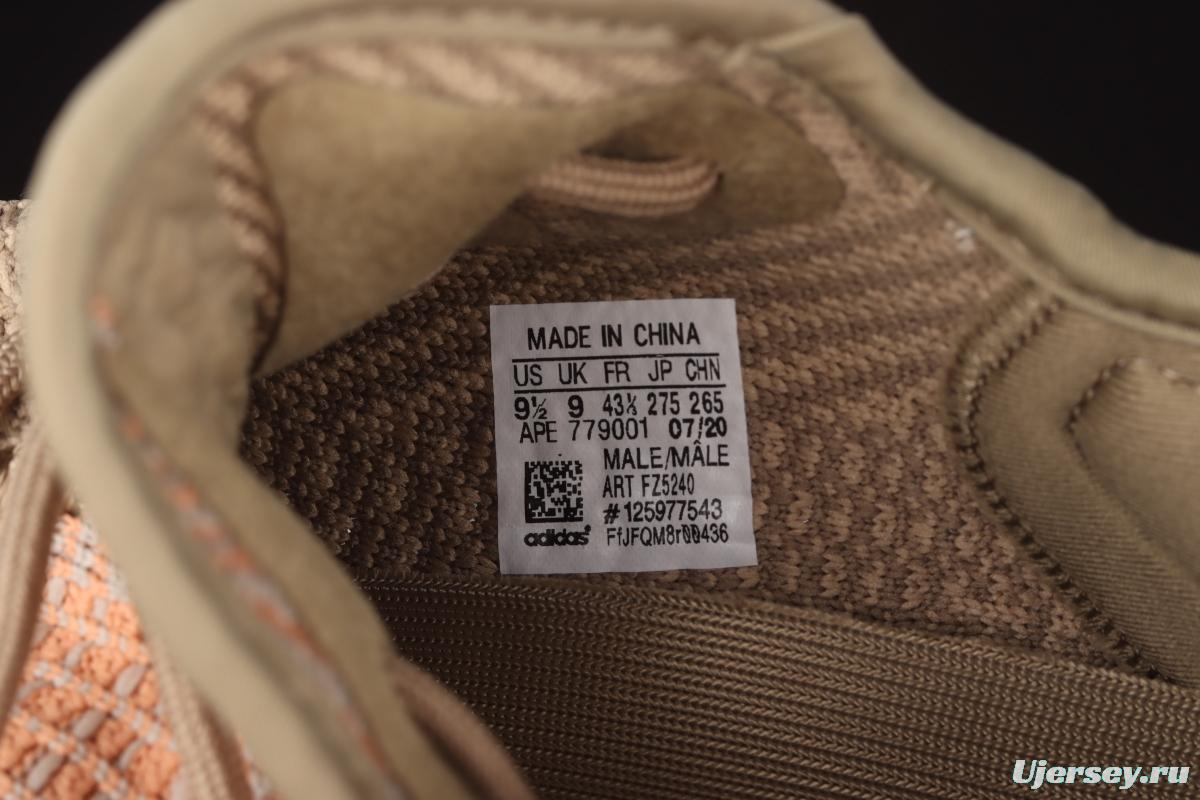 MADE IN CHINA
US UK FR JP CHN
9½ 9 43⅓ 275 265
APE 779001 07/20
MALE/MÂLE
ART FZ5240
#125977543
adidas® FfJFQM8r00436
Ujersey.ru